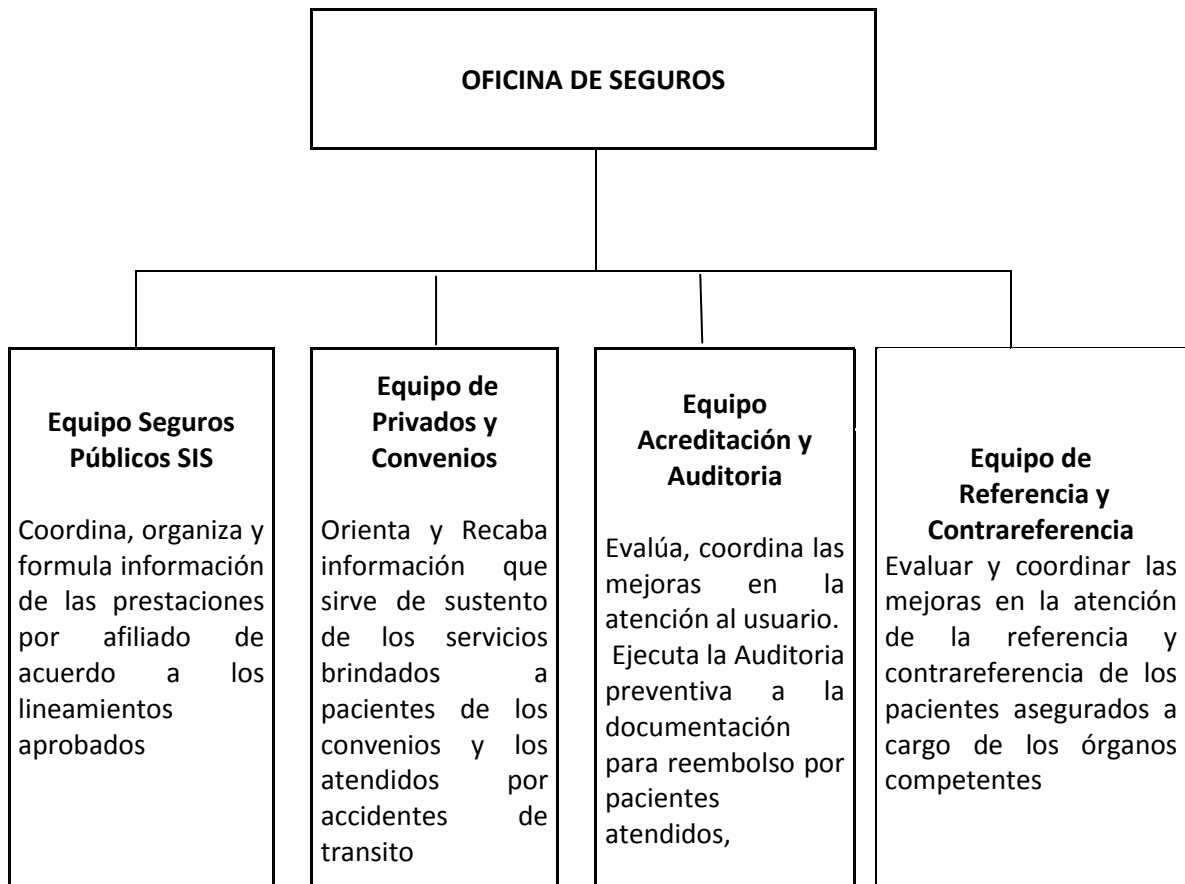 OFICINA DE SEGUROS
Equipo Seguros
Públicos SIS
Coordina, organiza y
formula información
de las prestaciones
por afiliado de
acuerdo a los
lineamientos
aprobados
Equipo de
Privados y
Convenios
Orienta y Recaba
información que
sirve de sustento
de los servicios
brindados a
pacientes de los
convenios y los
atendidos por
accidentes de
transito
Equipo
Acreditación y
Auditoria
Evalúa, coordina las
mejoras en la
atención al usuario.
Ejecuta la Auditoria
preventiva a la
documentación
para reembolso por
pacientes
atendidos,
Equipo de
Referencia y
Contrareferencia
Evaluar y coordinar las
mejoras en la atención
de la referencia y
contrareferencia de los
pacientes asegurados a
cargo de los órganos
competentes